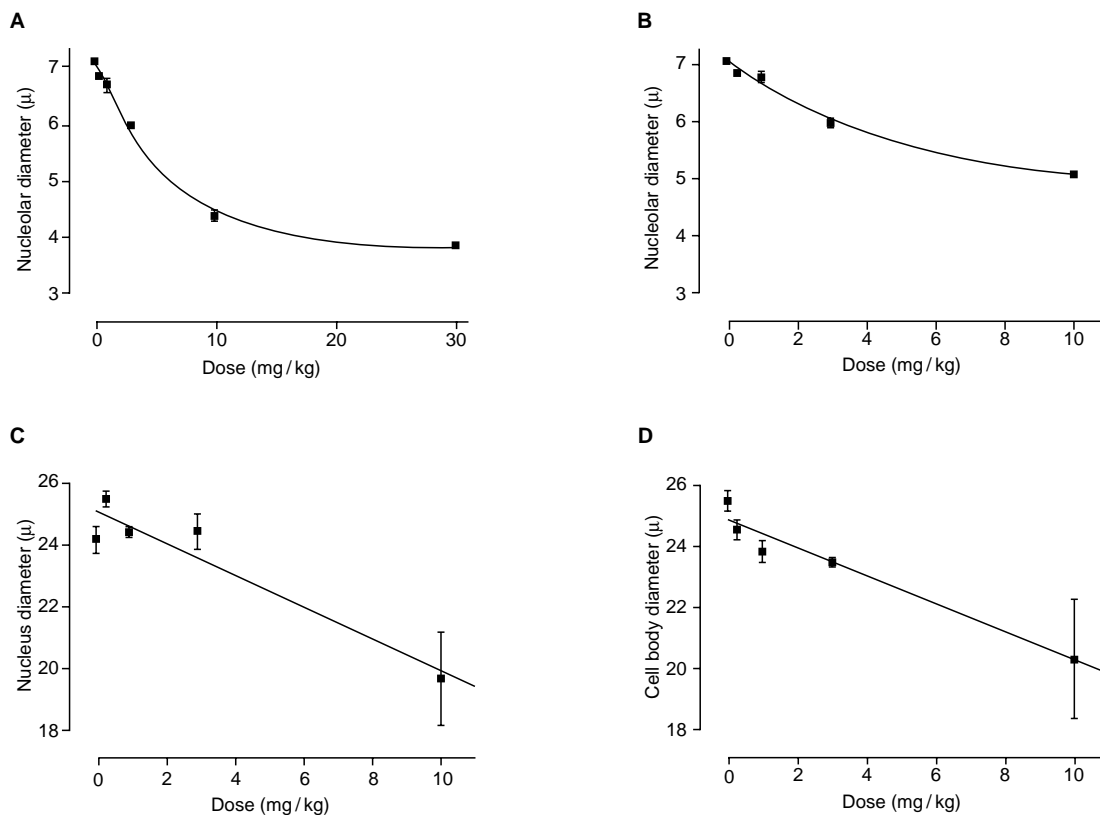 A
Nucleolar diameter (μ)
7
6
5
4
3
0 10 20 30
Dose (mg / kg)
B
Nucleolar diameter (μ)
7
6
5
4
3
0 2 4 6 8 10
Dose (mg / kg)
C
Nucleus diameter (μ)
26
24
22
20
18
0 2 4 6 8 10
Dose (mg / kg)
D
Cell body diameter (μ)
26
24
22
20
18
0 2 4 6 8 10
Dose (mg / kg)